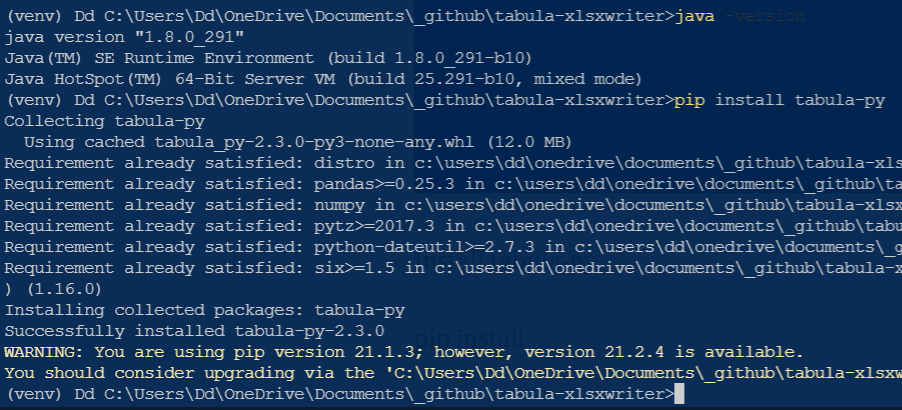 (venv) Dd C:\Users\Dd\OneDrive\Documents\_github\tabula-xlsxwriter>java -version
java version "1.8.0_291"
Java(TM) SE Runtime Environment (build 1.8.0_291-b10)
Java HotSpot(TM) 64-Bit Server VM (build 25.291-b10, mixed mode)
(venv) Dd C:\Users\Dd\OneDrive\Documents\_github\tabula-xlsxwriter>pip install tabula-py
Collecting tabula-py
  Using cached tabula_py-2.3.0-py3-none-any.whl (12.0 MB)
Requirement already satisfied: distro in c:\users\dd\onedrive\documents\_github\tabula-xls
Requirement already satisfied: pandas>=0.25.3 in c:\users\dd\onedrive\documents\_github\ta
Requirement already satisfied: numpy in c:\users\dd\onedrive\documents\_github\tabula-xlsx
Requirement already satisfied: pytz>=2017.3 in c:\users\dd\onedrive\documents\_github\tabu
Requirement already satisfied: python-dateutil>=2.7.3 in c:\users\dd\onedrive\documents\_g
Requirement already satisfied: six>=1.5 in c:\users\dd\onedrive\documents\_github\tabula-x
) (1.16.0)
Installing collected packages: tabula-py
Successfully installed tabula-py-2.3.0
pip install
WARNING: You are using pip version 21.1.3; however, version 21.2.4 is available.
You should consider upgrading via the 'C:\Users\Dd\OneDrive\Documents\_github\tabula-xlsxw
(venv) Dd C:\Users\Dd\OneDrive\Documents\_github\tabula-xlsxwriter>